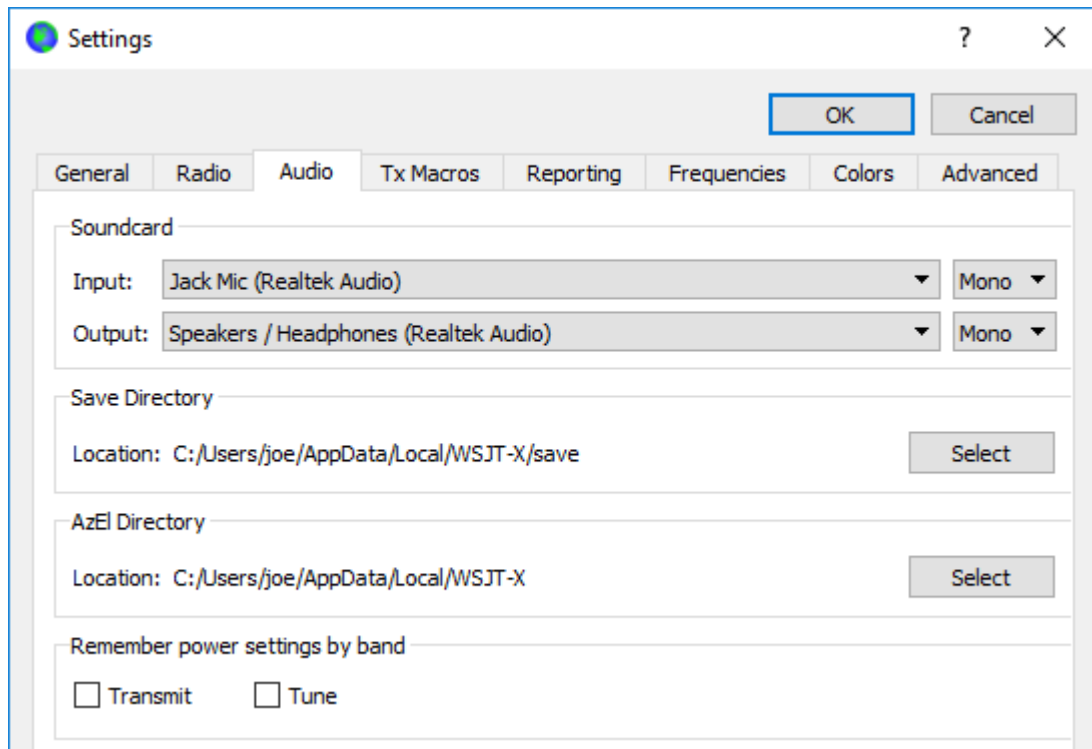 Settings ?
OK Cancel
General Radio Audio Tx Macros Reporting Frequencies Colors Advanced
Soundcard
Input: Jack Mic (Realtek Audio) Mono
Output: Speakers / Headphones (Realtek Audio) Mono
Save Directory
Location: C:/Users/joe/AppData/Local/WSJT-X/save Select
AzEl Directory
Location: C:/Users/joe/AppData/Local/WSJT-X Select
Remember power settings by band
Transmit Tune